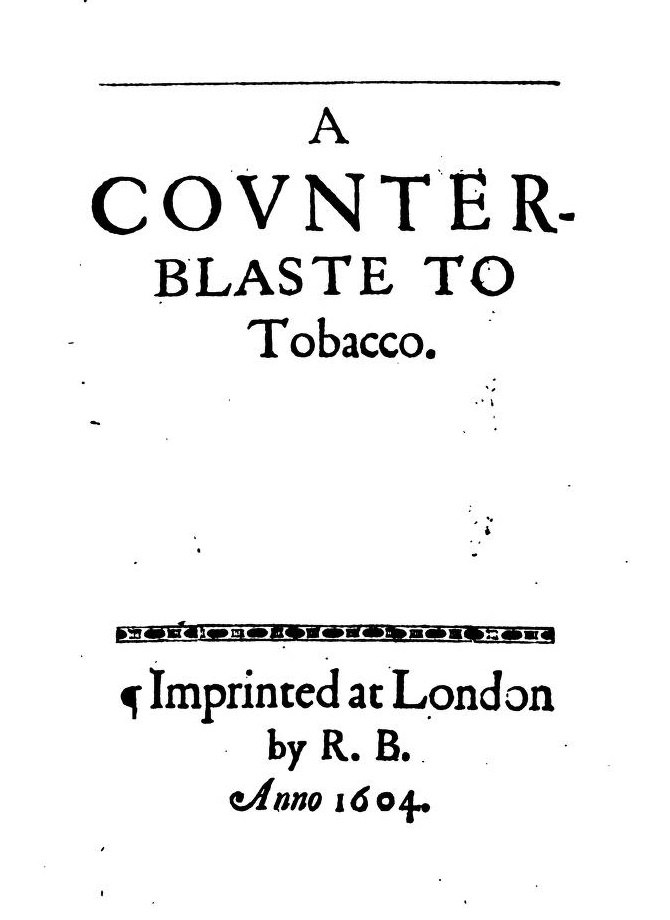 A
COVNTER-
BLASTE TO
Tobacco.
¶ Imprinted at London
by R. B.
Anno 1604.